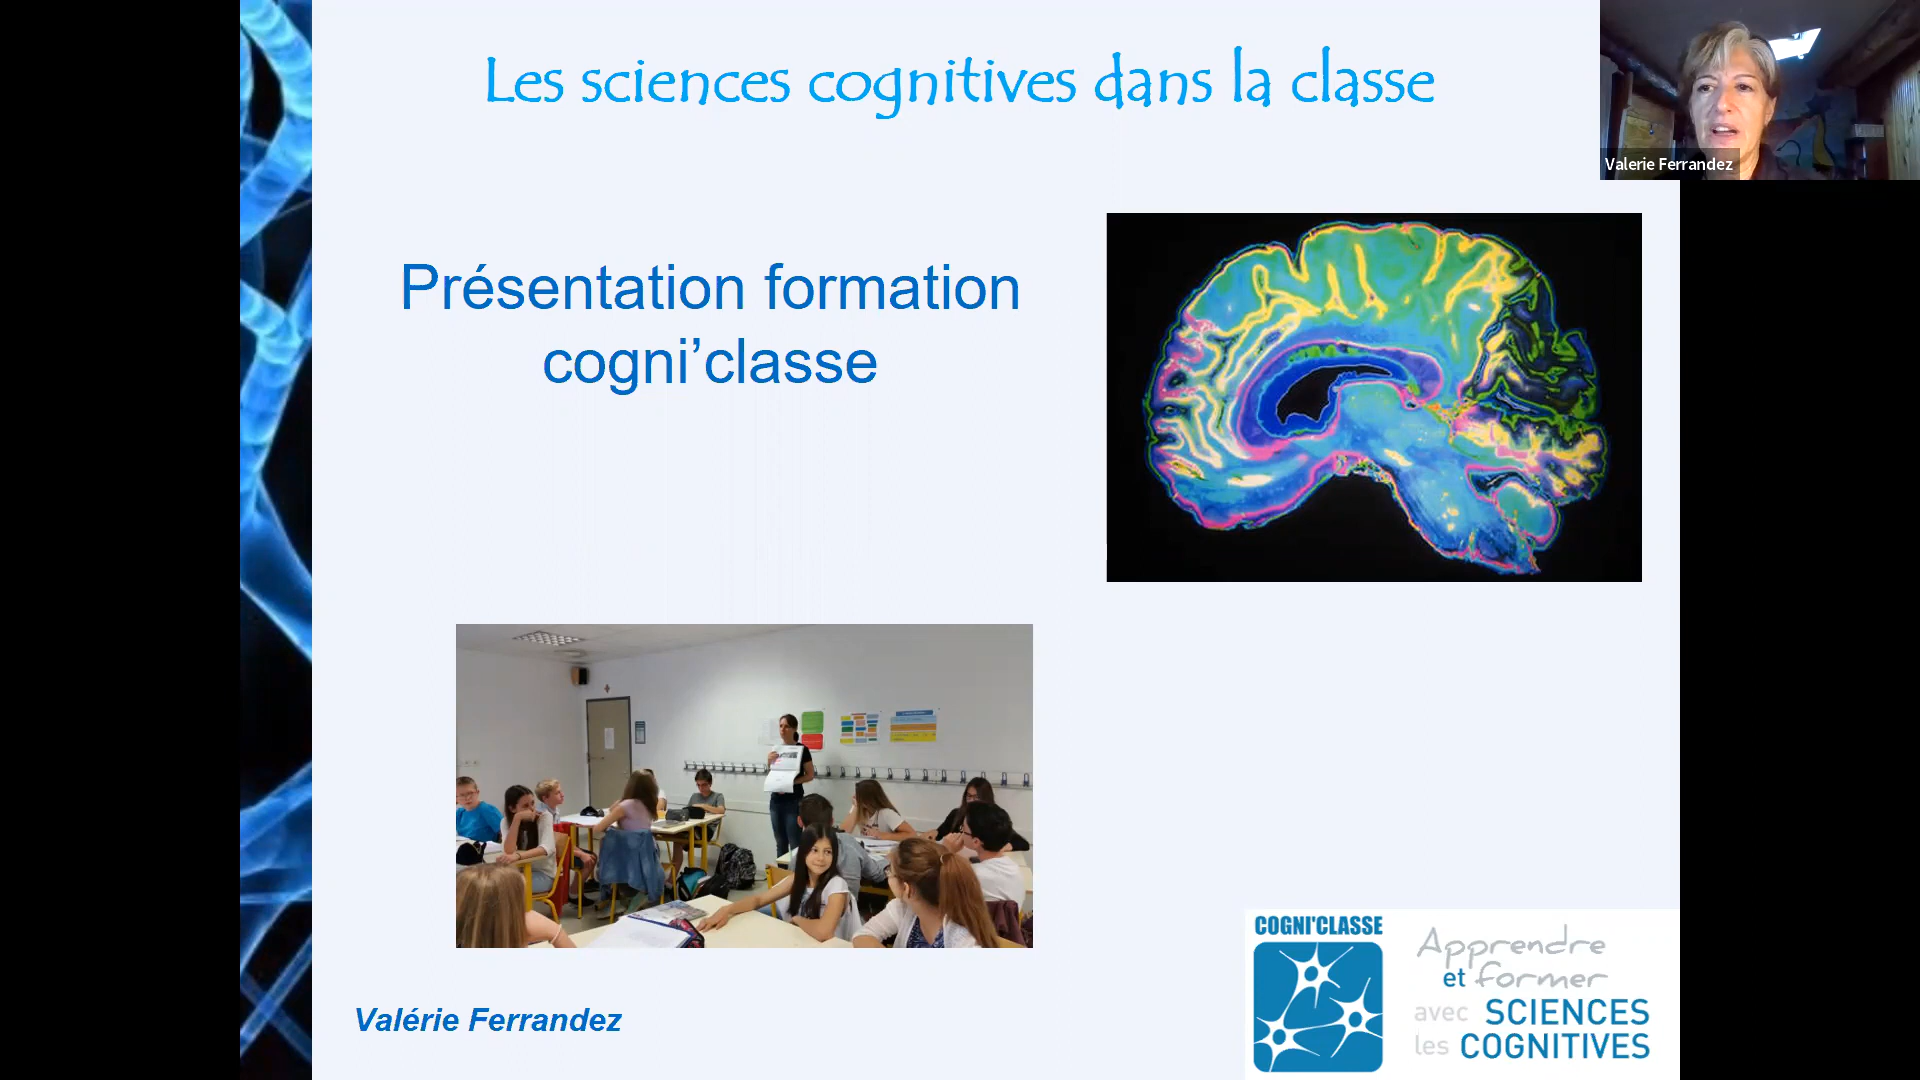 Les sciences cognitives dans la classe
Valerie Ferrandez
Présentation formation
cogni’classe
Valérie Ferrandez
COGNI'CLASSE
Apprendre
et former
avec SCIENCES
les COGNITIVES